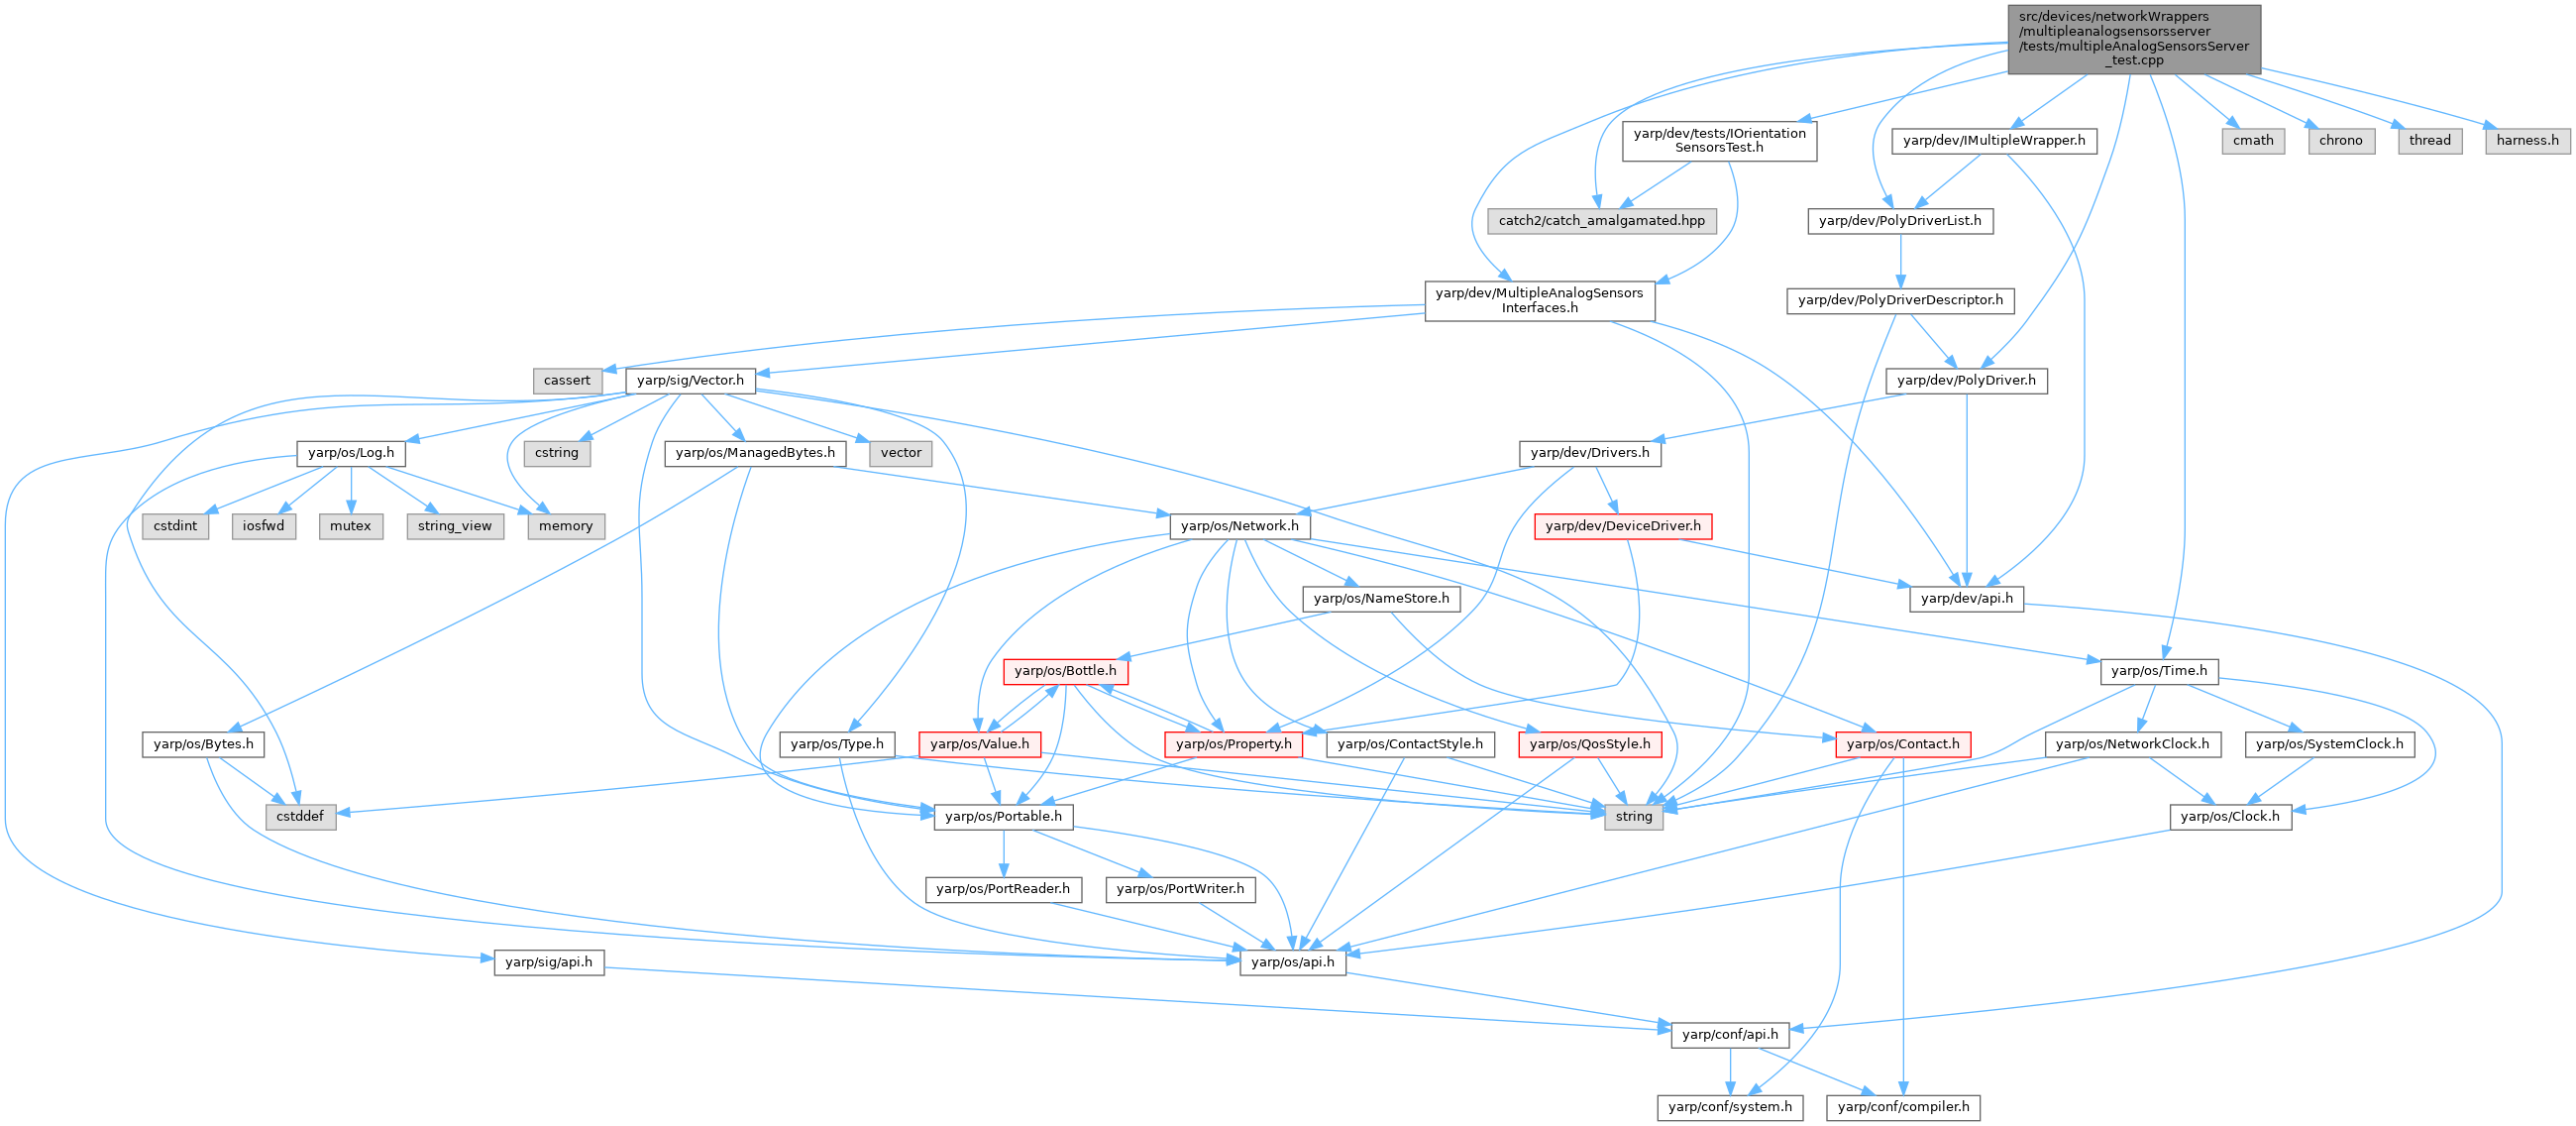 src/devices/networkWrappers
/multipleanalogsensorsserver
/tests/multipleAnalogSensorsServer
_test.cpp
yarp/dev/tests/IOrientation
SensorsTest.h
yarp/dev/IMultipleWrapper.h
cmath
chrono
thread
harness.h
catch2/catch_amalgamated.hpp
yarp/dev/PolyDriverList.h
yarp/dev/MultipleAnalogSensors
Interfaces.h
yarp/dev/PolyDriverDescriptor.h
cassert
yarp/sig/Vector.h
yarp/dev/PolyDriver.h
yarp/os/Log.h
cstring
yarp/os/ManagedBytes.h
vector
yarp/dev/Drivers.h
cstdint
iosfwd
mutex
string_view
memory
yarp/os/Network.h
yarp/dev/DeviceDriver.h
yarp/os/NameStore.h
yarp/dev/api.h
yarp/os/Bottle.h
yarp/os/Time.h
yarp/os/Bytes.h
yarp/os/Type.h
yarp/os/Value.h
yarp/os/Property.h
yarp/os/ContactStyle.h
yarp/os/QosStyle.h
yarp/os/Contact.h
yarp/os/NetworkClock.h
yarp/os/SystemClock.h
cstddef
yarp/os/Portable.h
string
yarp/os/Clock.h
yarp/os/PortReader.h
yarp/os/PortWriter.h
yarp/sig/api.h
yarp/os/api.h
yarp/conf/api.h
yarp/conf/system.h
yarp/conf/compiler.h